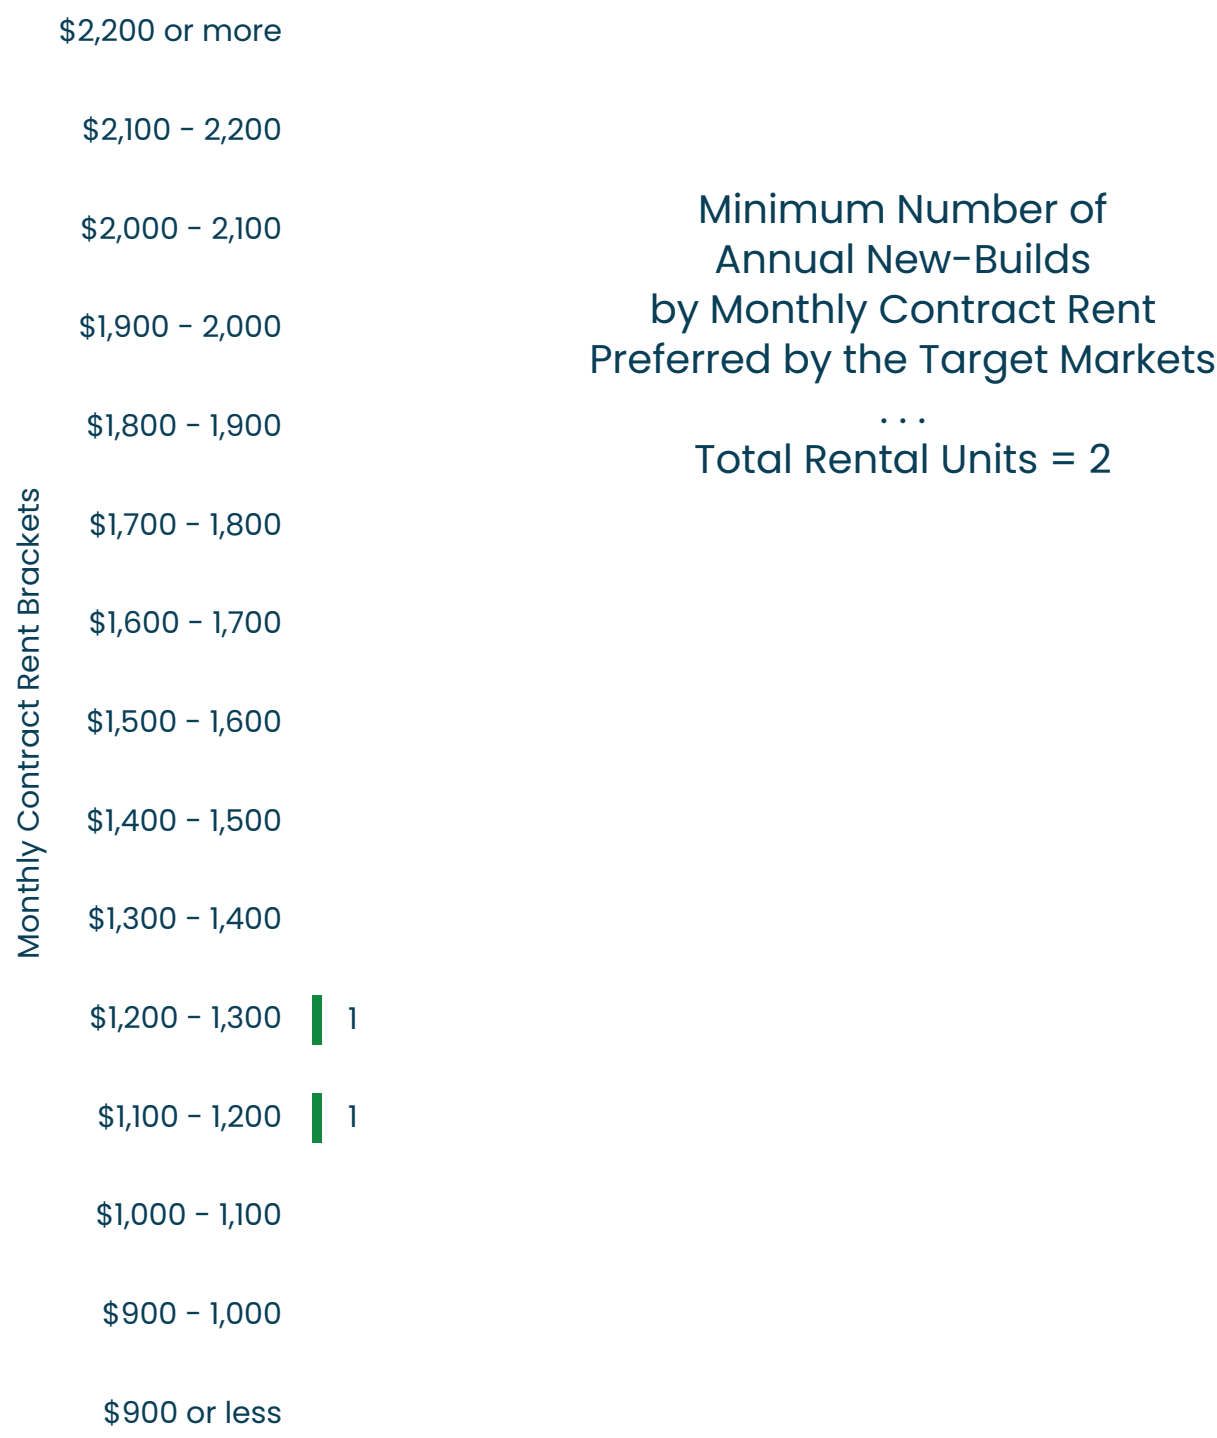 $2,200 or more
$2,100 - 2,200
$2,000 - 2,100
$1,900 - 2,000
$1,800 - 1,900
$1,700 - 1,800
$1,600 - 1,700
$1,500 - 1,600
$1,400 - 1,500
$1,300 - 1,400
$1,200 - 1,300 1
$1,100 - 1,200 1
$1,000 - 1,100
$900 - 1,000
$900 or less
Monthly Contract Rent Brackets
Minimum Number of
Annual New-Builds
by Monthly Contract Rent
Preferred by the Target Markets
. . .
Total Rental Units = 2